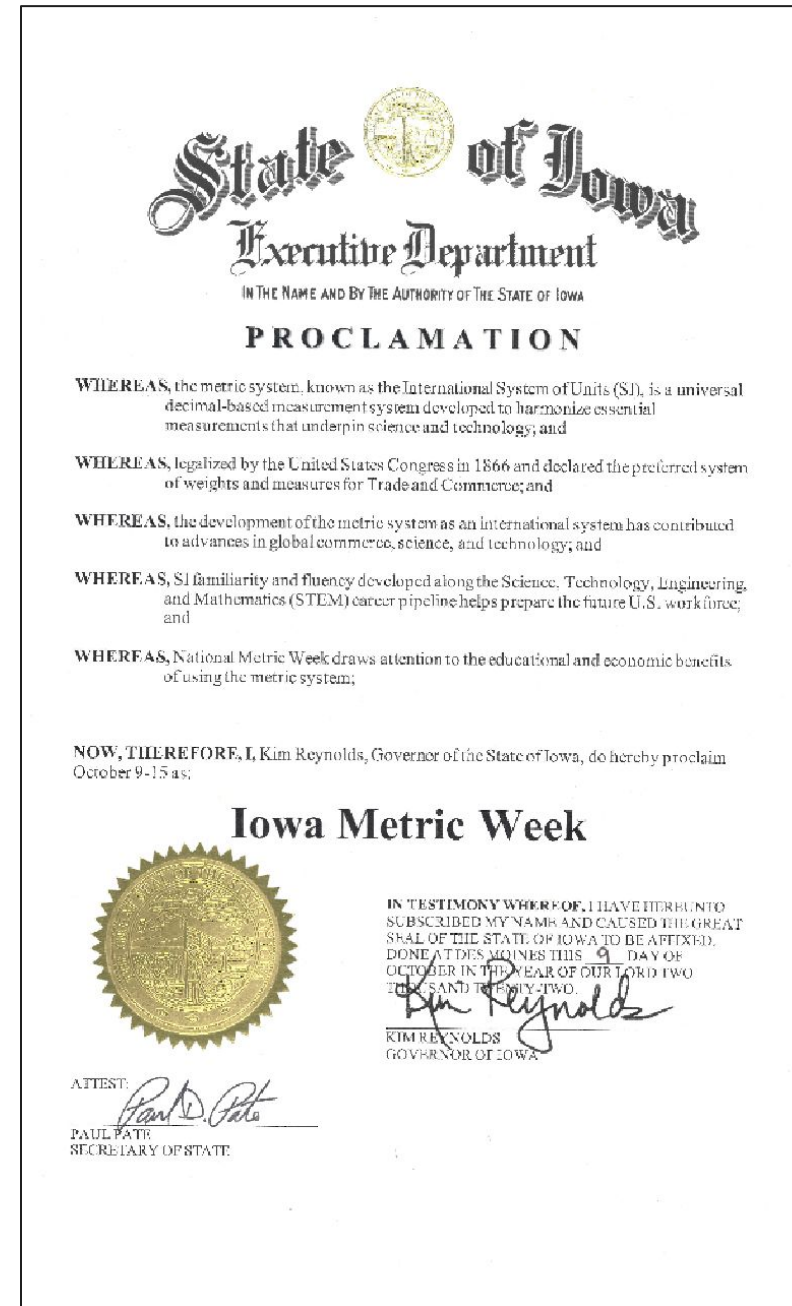 State of Iowa
Executive Department
IN THE NAME AND BY THE AUTHORITY OF THE STATE OF IOWA
PROCLAMATION
WHEREAS, the metric system, known as the International System of Units (SI), is a universal
decimal-based measurement system developed to harmonize essential
measurements that underpin science and technology; and
WHEREAS, legalized by the United States Congress in 1866 and declared the preferred system
of weights and measures for Trade and Commerce; and
WHEREAS, the development of the metric system as an international system has contributed
to advances in global commerce, science, and technology; and
WHEREAS, SI familiarity and fluency developed along the Science, Technology, Engineering,
and Mathematics (STEM) career pipeline helps prepare the future U.S. workforce;
and
WHEREAS, National Metric Week draws attention to the educational and economic benefits
of using the metric system;
NOW, THEREFORE, I, Kim Reynolds, Governor of the State of Iowa, do hereby proclaim
October 9-15 as:
Iowa Metric Week
IN TESTIMONY WHEREOF, I HAVE HEREUNTO
SUBSCRIBED MY NAME AND CAUSED THE GREAT
SEAL OF THE STATE OF IOWA TO BE AFFIXED.
DONE AT DES MOINES THIS 9 DAY OF
OCTOBER IN THE YEAR OF OUR LORD TWO
THOUSAND TWENTY-TWO.
Kim Reynolds
KIM REYNOLDS
GOVERNOR OF IOWA
ATTEST:
Paul D. Pate
PAUL PATE
SECRETARY OF STATE